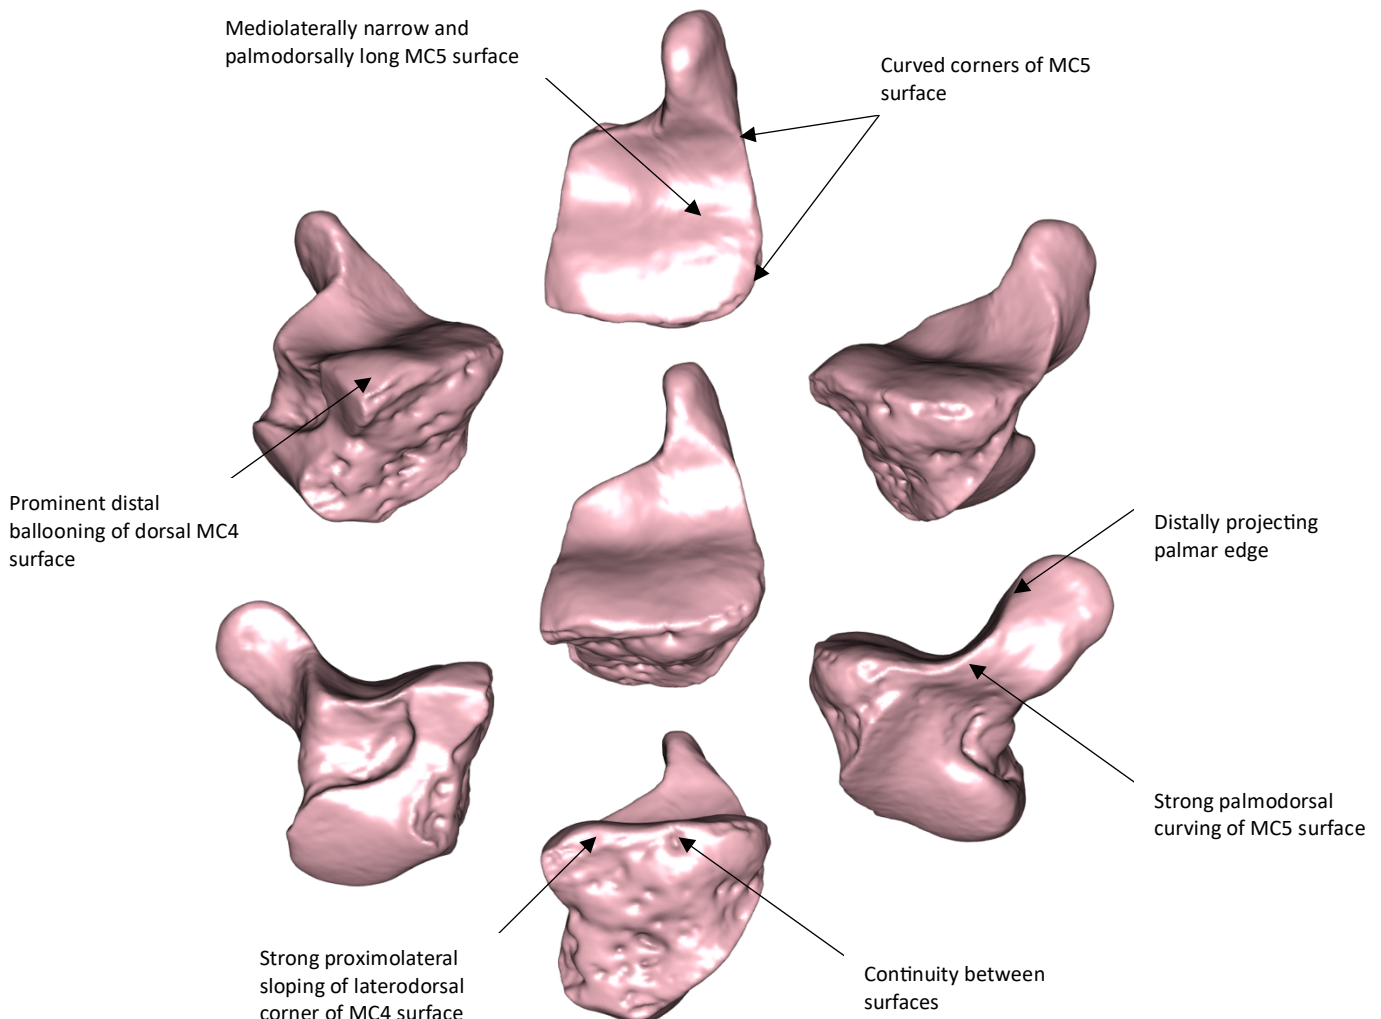 Mediolaterally narrow and
palmodorsally long MC5 surface
Curved corners of MC5
surface
Prominent distal
ballooning of dorsal MC4
surface
Distally projecting
palmar edge
Strong palmodorsal
curving of MC5 surface
Strong proximolateral
sloping of laterodorsal
corner of MC4 surface
Continuity between
surfaces